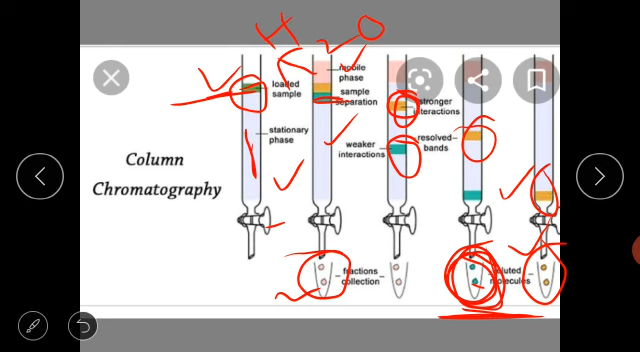 H2O
mobile
phase
loaded
sample
sample
separation
stronger
interactions
stationary
phase
weaker
interactions
resolved
bands
Column
Chromatography
fractions
collection
eluted
molecules